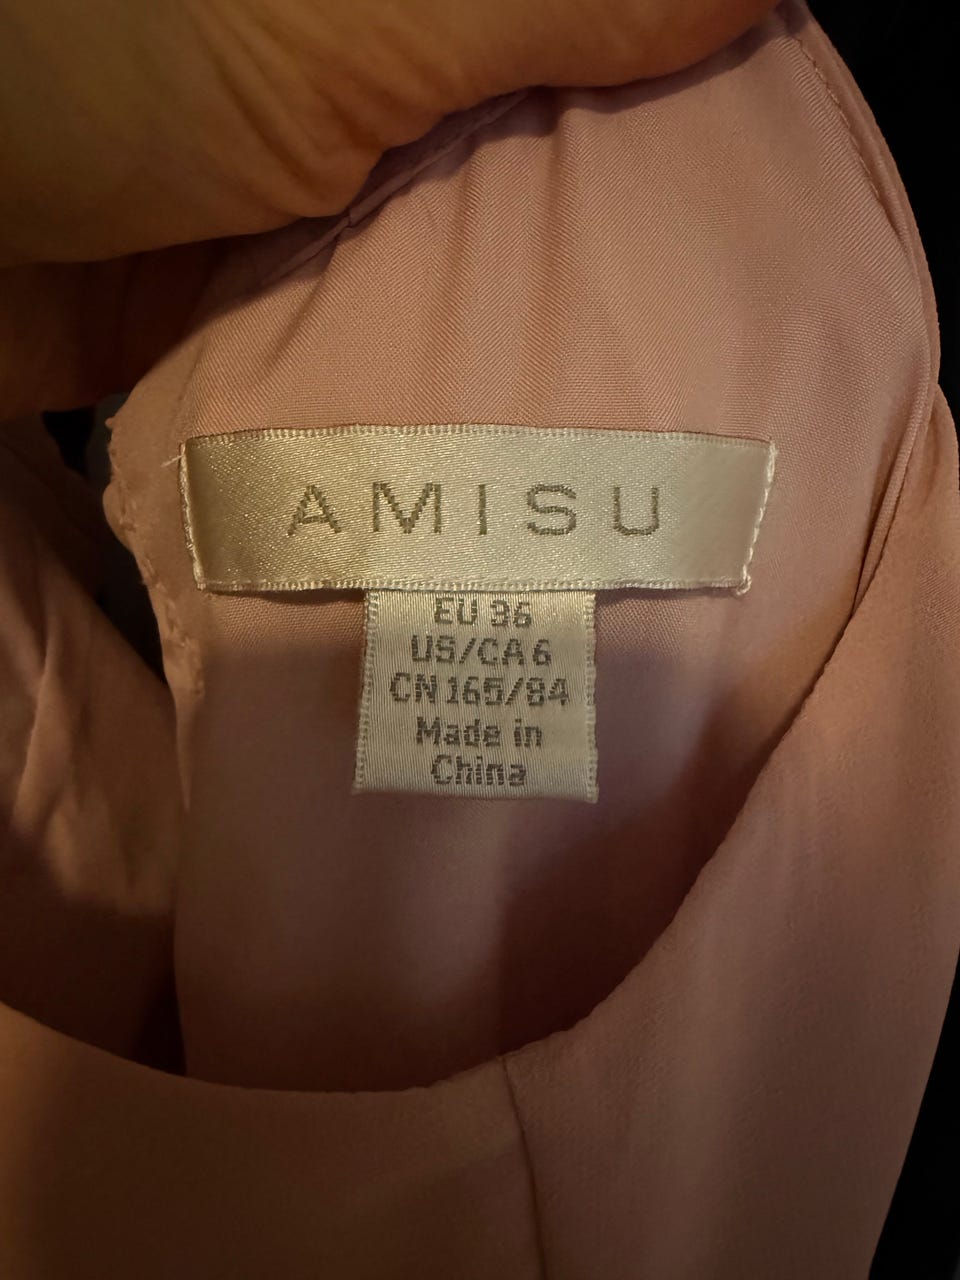 AMISU
EU 36
US/CA 6
CN 165/84
Made in
China